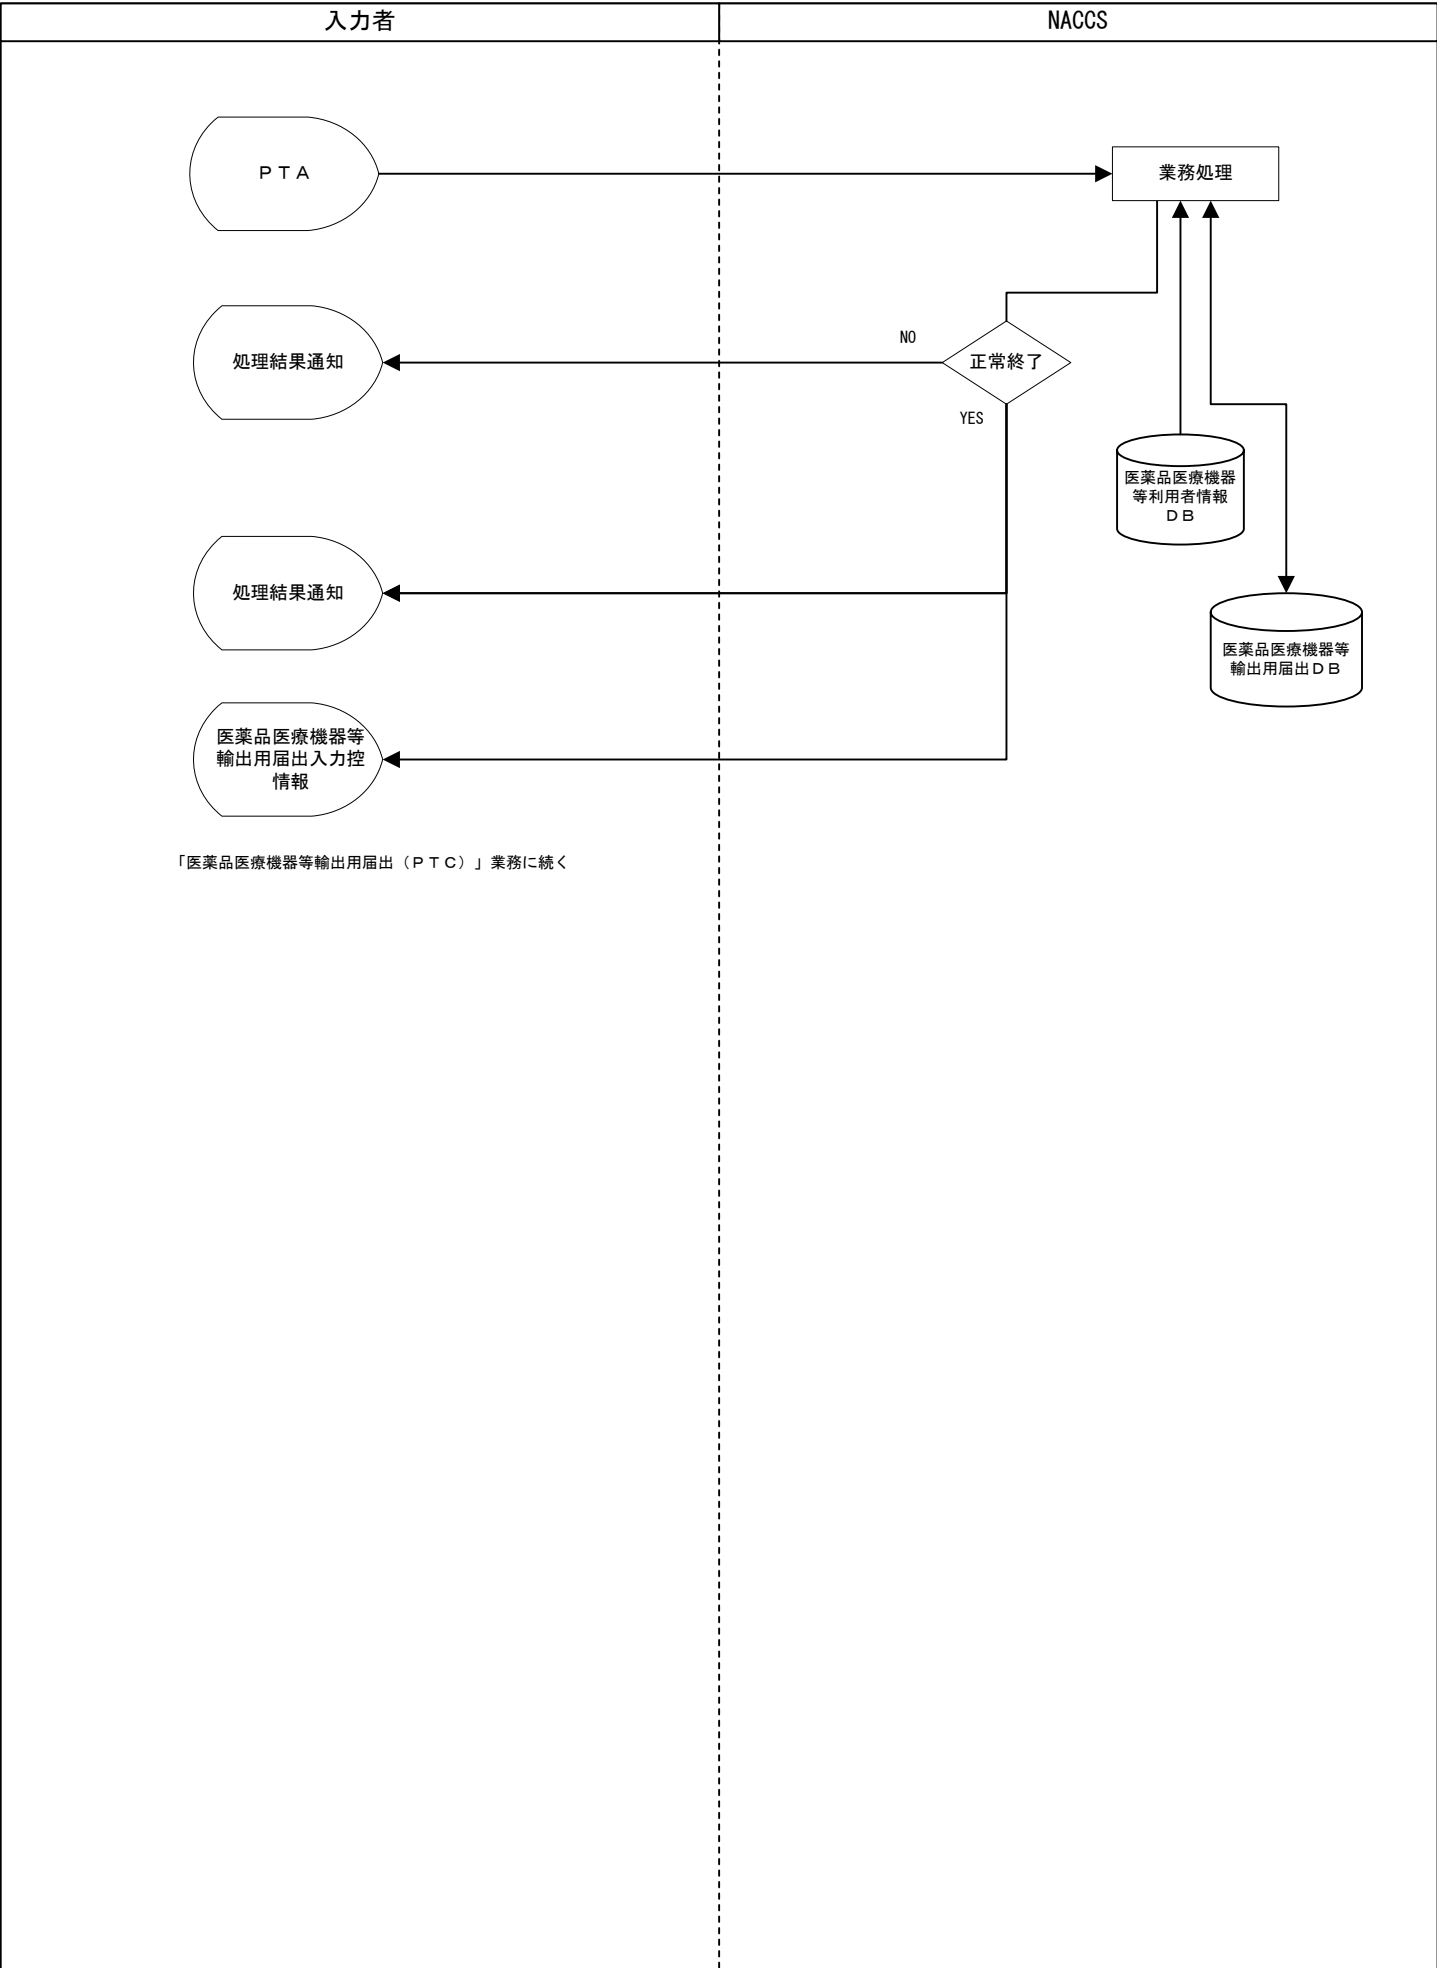 入力者
NACCS
ＰＴＡ
業務処理
処理結果通知
NO
正常終了
YES
医薬品医療機器
等利用者情報
ＤＢ
処理結果通知
医薬品医療機器等
輸出用届出ＤＢ
医薬品医療機器等
輸出用届出入力控
情報
「医薬品医療機器等輸出用届出（ＰＴＣ）」業務に続く